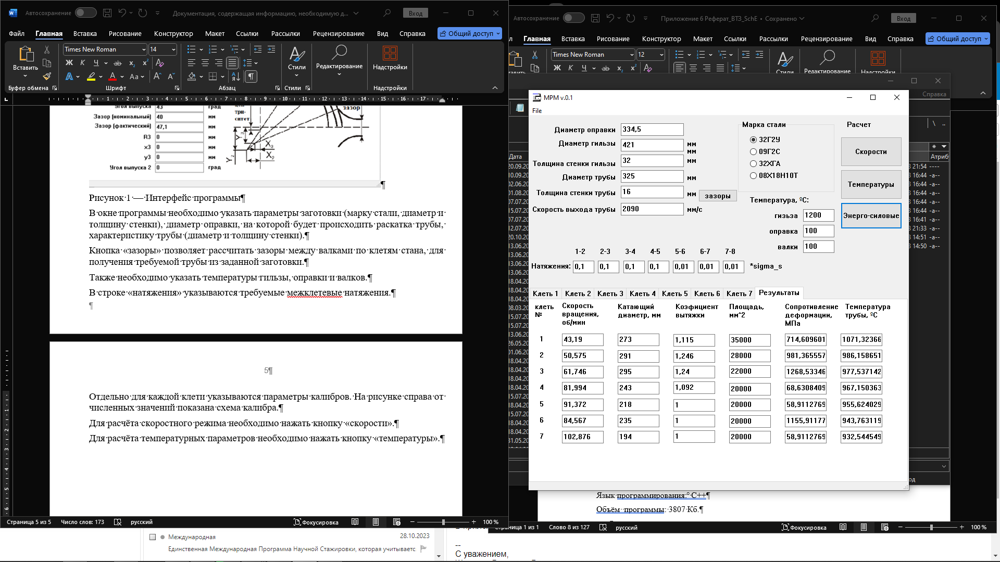 Автосохранение
Документация, содержащая информацию, необходимую д...
Вход
Файл Главная Вставка Рисование Конструктор Макет Ссылки Рассылки Рецензирование Вид Справка Общий доступ
Times New Roman 14
Вставить
Стили
Редактирование
Надстройки
Буфер обмена Шрифт Абзац Стили Надстройки
Угол выпуска 43 град
Зазор (номинальный) 40 мм
Зазор (фактический) 47,1 мм
R3 0 мм
x3 0 мм
y3 0 мм
Угол выпуска 2 0 град
зазор
Рисунок 1 — Интерфейс программы¶
В окне программы необходимо указать параметры заготовки (марку стали, диаметр и
толщину стенки), диаметр оправки, на которой будет происходить раскатка трубы,
характеристику трубы (диаметр и толщину стенки).¶
Кнопка «зазоры» позволяет рассчитать зазоры между валками по клетям стана, для
получения требуемой трубы из заданной заготовки.¶
Также необходимо указать температуры гильзы, оправки и валков.¶
В строке «натяжения» указываются требуемые межклетевые натяжения.¶
¶
5¶
Отдельно для каждой клети указываются параметры калибров. На рисунке справа от
численных значений показана схема калибра.¶
Для расчёта скоростного режима необходимо нажать кнопку «скорости».¶
Для расчёта температурных параметров необходимо нажать кнопку «температуры».¶
Страница 5 из 5 Число слов: 173 русский Фокусировка 100 %
Международная 28.10.2023
Единственная Международная Программа Научной Стажировки, которая учитываетс
Автосохранение
Приложение 6 Реферат_ВТЗ_SchE • Сохранено
Вход
Главная Вставка Рисование Конструктор Макет Ссылки Рассылки Рецензирование Вид Справка Общий доступ
Times New Roman 12
Стили
Редактирование
Надстройки
Справка
MPM v.0.1
File
Диаметр оправки 334,5
Диаметр гильзы 421 мм
мм
Толщина стенки гильзы 32 мм
Диаметр трубы 325 мм
Толщина стенки трубы 16 мм зазоры
Скорость выхода трубы 2090 мм/с
Марка стали
32Г2У
09Г2С
32ХГА
08Х18Н10Т
Расчет
Скорости
Температуры
Энерго-силовые
Температура, ºС:
гизьза 1200
оправка 100
валки 100
1-2 2-3 3-4 4-5 5-6 6-7 7-8
Натяжения: 0,1 0,1 0,1 0,1 0,01 0,01 0,01 *sigma_s
Клеть 1 Клеть 2 Клеть 3 Клеть 4 Клеть 5 Клеть 6 Клеть 7 Результаты
клеть № Скорость вращения, об/мин Катающий диаметр, мм Коэфициент вытяжки Площадь, мм^2 Сопротивление деформации, МПа Температура трубы, ºС
1 43,19 273 1,115 35000 714,609601 1071,32366
2 50,575 291 1,246 28000 981,365557 986,158651
3 61,746 295 1,24 22000 1268,53346 977,537142
4 81,994 243 1,092 20000 68,6308409 967,150363
5 91,372 218 1 20000 58,9112769 955,624029
6 84,567 235 1 20000 1155,91177 943,763119
7 102,876 194 1 20000 58,9112769 932,544549
Язык программирования:° С++¶
Объём программы: 3807 Кб.¶
Страница 1 из 1 Слово 8 из 127 русский Фокусировка 100 %
--
С уважением,